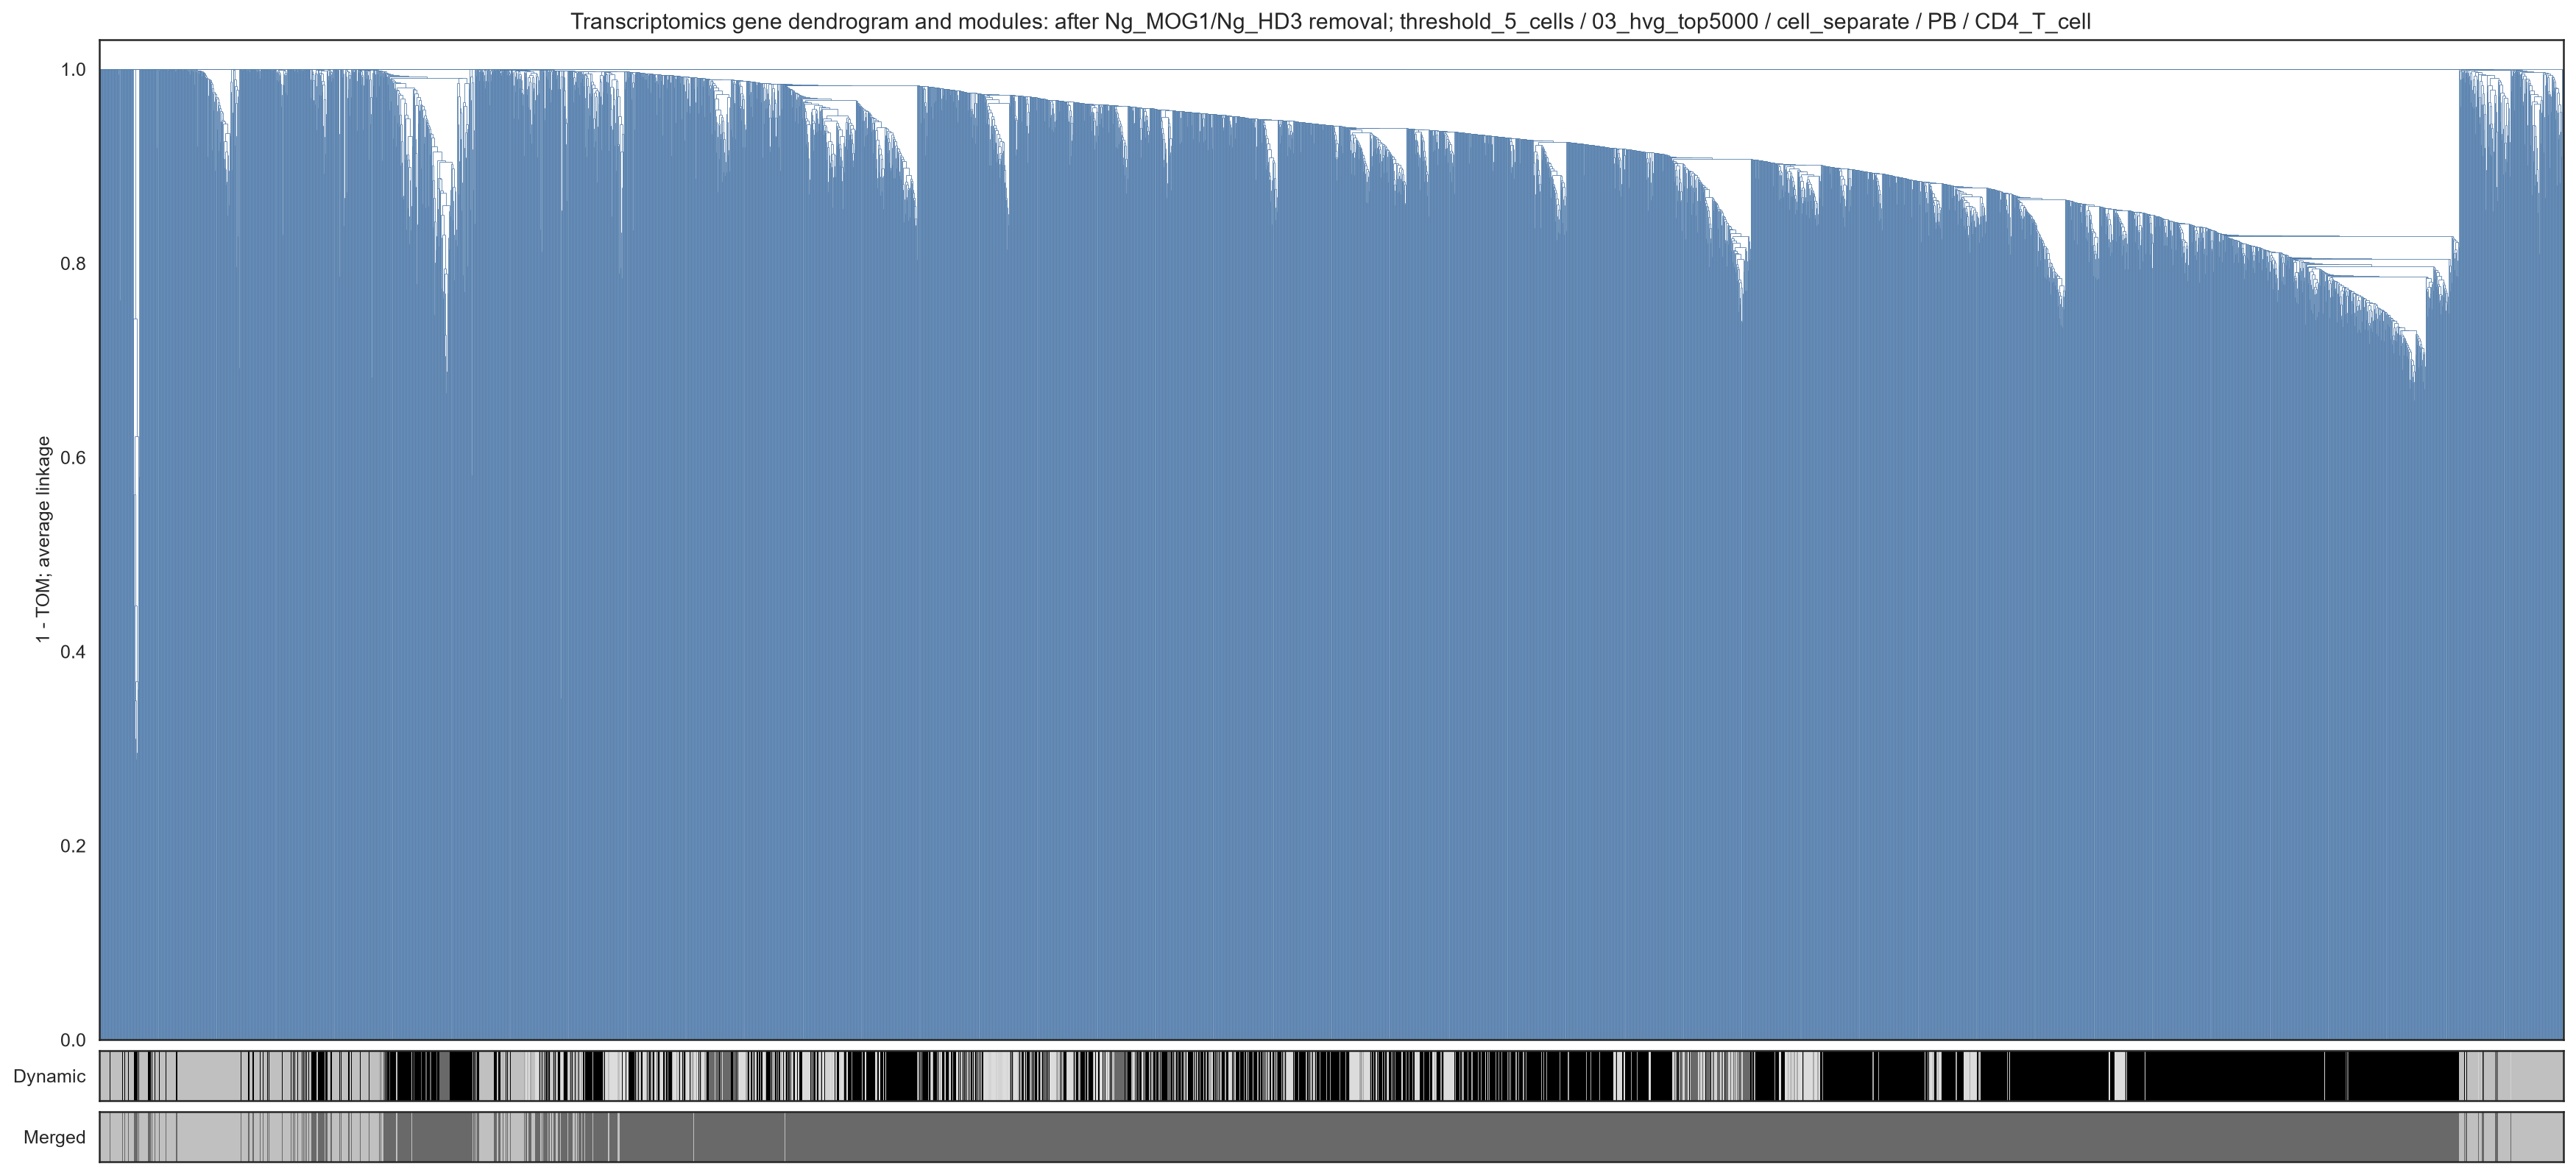 Transcriptomics gene dendrogram and modules: after Ng_MOG1/Ng_HD3 removal; threshold_5_cells / 03_hvg_top5000 / cell_separate / PB / CD4_T_cell
1.0
0.8
0.6
0.4
0.2
0.0
1 - TOM; average linkage
Dynamic
Merged